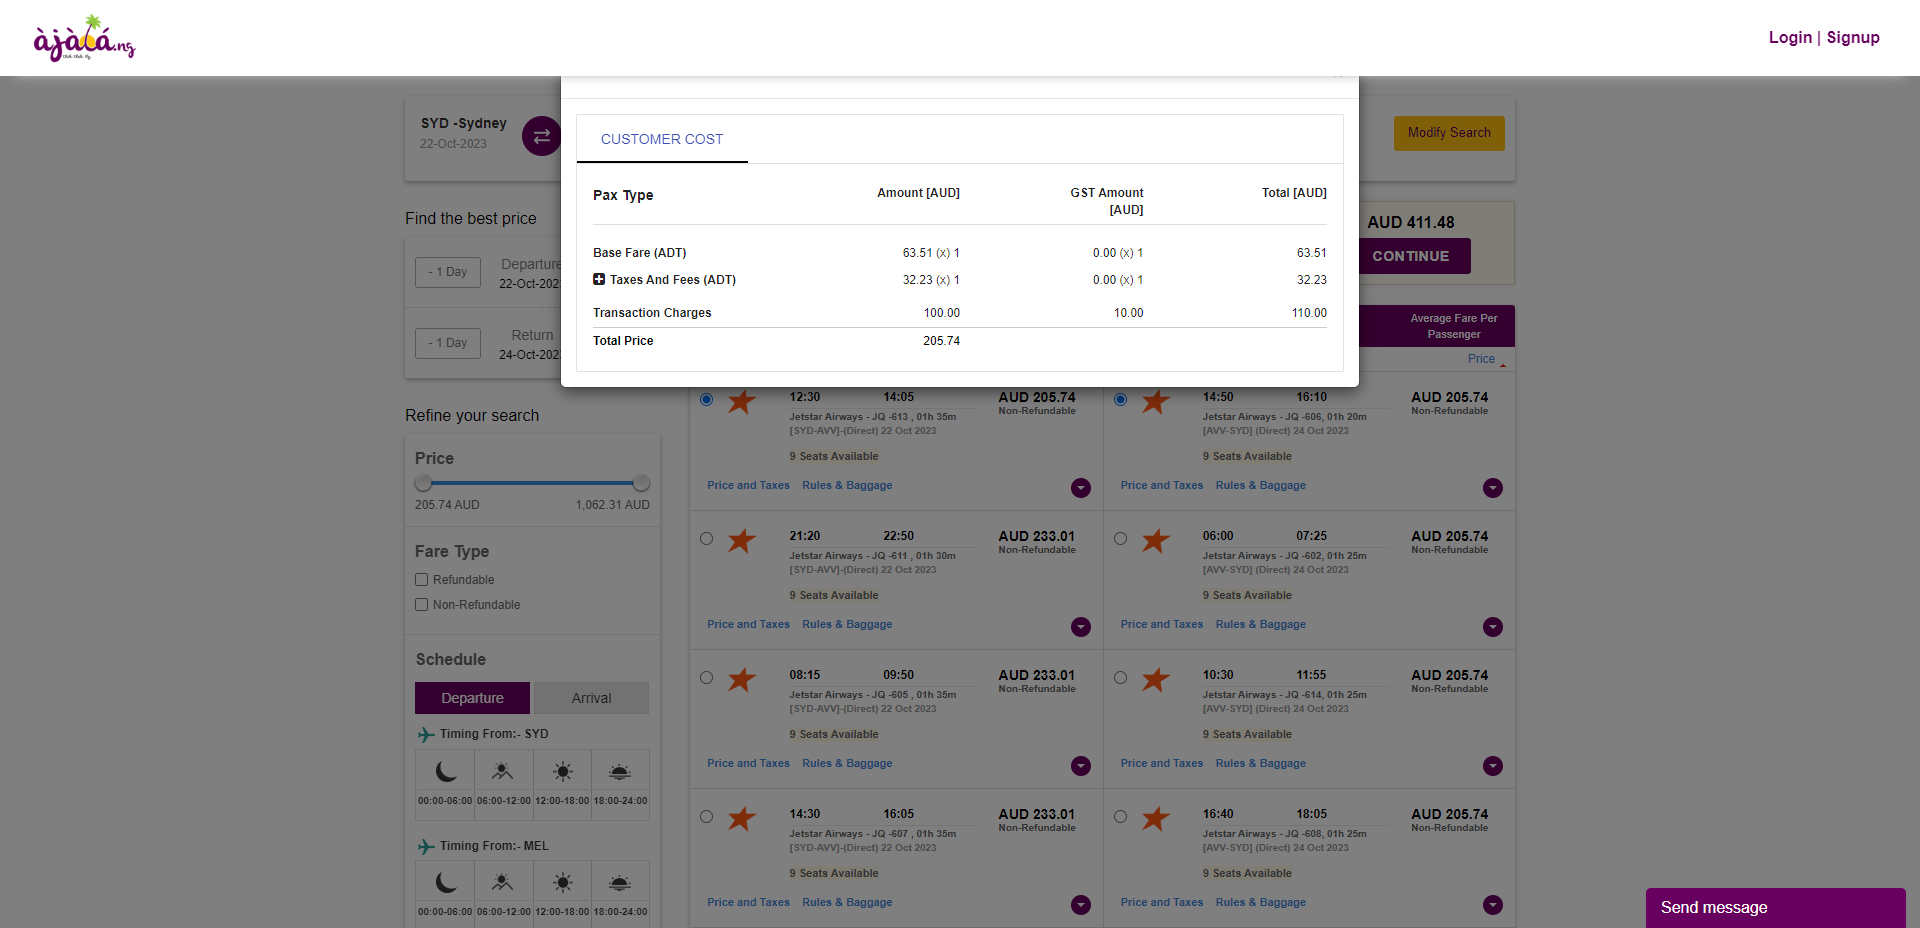 àjàlá.ng
Login | Signup
SYD -Sydney
22-Oct-2023
Modify Search
CUSTOMER COST
Pax Type Amount [AUD] GST Amount [AUD] Total [AUD]
Base Fare (ADT) 63.51 (x) 1 0.00 (x) 1 63.51
Taxes And Fees (ADT) 32.23 (x) 1 0.00 (x) 1 32.23
Transaction Charges 100.00 10.00 110.00
Total Price 205.74
AUD 411.48
CONTINUE
Find the best price
- 1 Day Departure
22-Oct-202
- 1 Day Return
24-Oct-202
Average Fare Per
Passenger
Price
Refine your search
Price
205.74 AUD 1,062.31 AUD
Fare Type
Refundable
Non-Refundable
Schedule
Departure Arrival
Timing From:- SYD
00:00-06:00 06:00-12:00 12:00-18:00 18:00-24:00
Timing From:- MEL
00:00-06:00 06:00-12:00 12:00-18:00 18:00-24:00
12:30 14:05 AUD 205.74
Non-Refundable
Jetstar Airways - JQ -613 , 01h 35m
[SYD-AVV]-(Direct) 22 Oct 2023
9 Seats Available
Price and Taxes Rules & Baggage
14:50 16:10 AUD 205.74
Non-Refundable
Jetstar Airways - JQ -606, 01h 20m
[AVV-SYD] (Direct) 24 Oct 2023
9 Seats Available
Price and Taxes Rules & Baggage
21:20 22:50 AUD 233.01
Non-Refundable
Jetstar Airways - JQ -611 , 01h 30m
[SYD-AVV]-(Direct) 22 Oct 2023
9 Seats Available
Price and Taxes Rules & Baggage
06:00 07:25 AUD 205.74
Non-Refundable
Jetstar Airways - JQ -602, 01h 25m
[AVV-SYD] (Direct) 24 Oct 2023
9 Seats Available
Price and Taxes Rules & Baggage
08:15 09:50 AUD 233.01
Non-Refundable
Jetstar Airways - JQ -605 , 01h 35m
[SYD-AVV]-(Direct) 22 Oct 2023
9 Seats Available
Price and Taxes Rules & Baggage
10:30 11:55 AUD 205.74
Non-Refundable
Jetstar Airways - JQ -614, 01h 25m
[AVV-SYD] (Direct) 24 Oct 2023
9 Seats Available
Price and Taxes Rules & Baggage
14:30 16:05 AUD 233.01
Non-Refundable
Jetstar Airways - JQ -607 , 01h 35m
[SYD-AVV]-(Direct) 22 Oct 2023
9 Seats Available
Price and Taxes Rules & Baggage
16:40 18:05 AUD 205.74
Non-Refundable
Jetstar Airways - JQ -608, 01h 25m
[AVV-SYD] (Direct) 24 Oct 2023
9 Seats Available
Price and Taxes Rules & Baggage
Send message